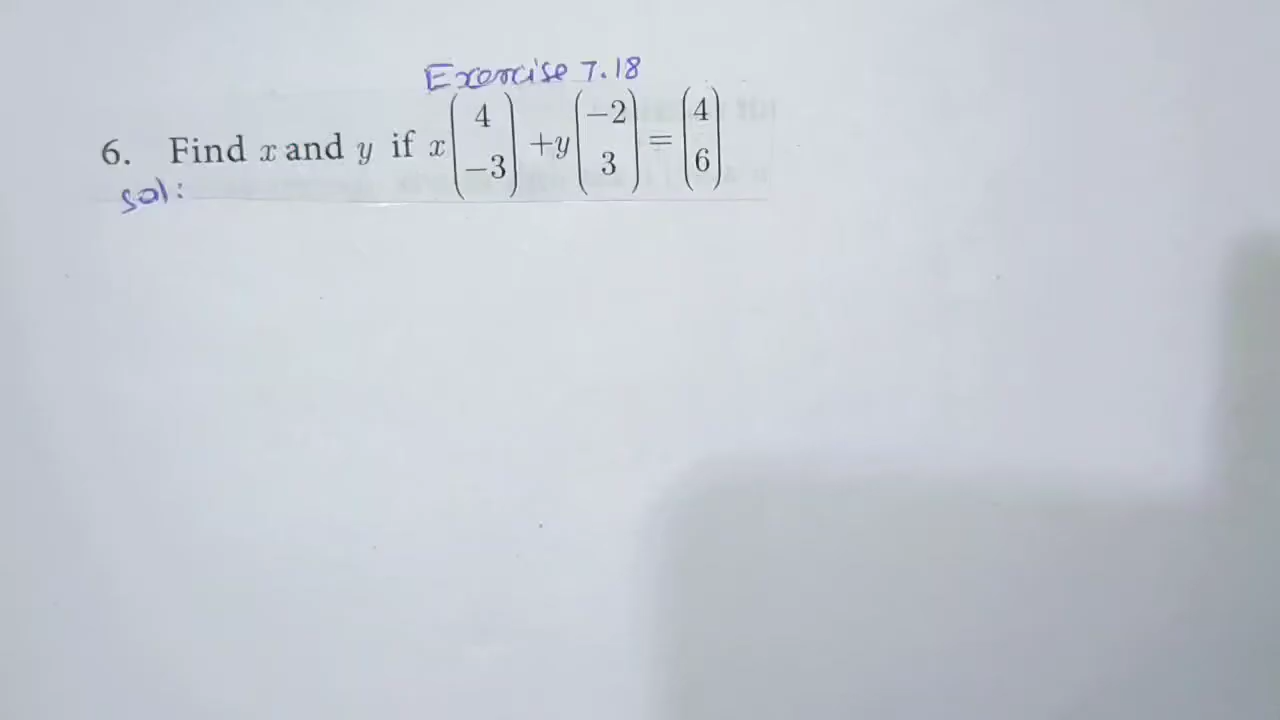 Exercise 7.18
6. Find x and y if x(4 −3) +y(−2 3) = (4 6)
sol: